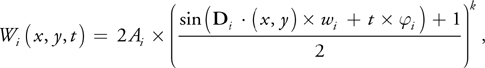 W_i(x, y, t) = 2A_i × ( (sin(D_i · (x, y) × w_i + t × φ_i) + 1) / 2 )^k ,